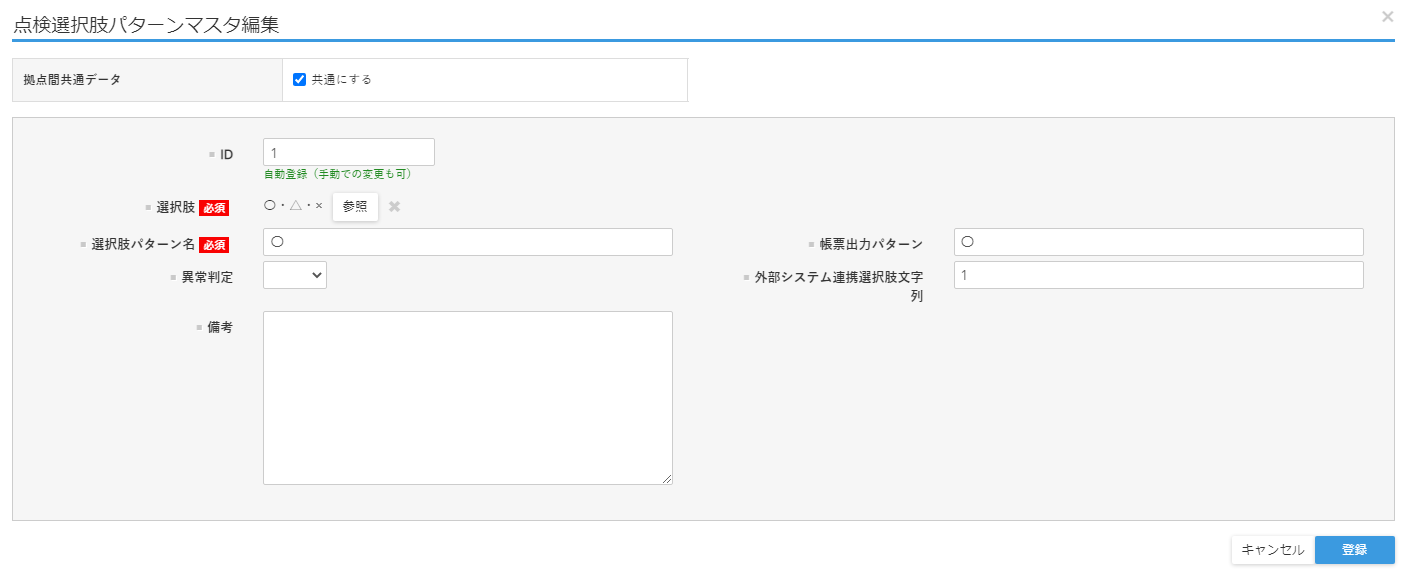 点検選択肢パターンマスタ編集
×
拠点間共通データ
共通にする
ID
1
自動登録（手動での変更も可）
選択肢 必須
〇・△・× 参照 ✖
選択肢パターン名 必須
〇
帳票出力パターン
〇
異常判定
外部システム連携選択肢文字
列
1
備考
キャンセル
登録